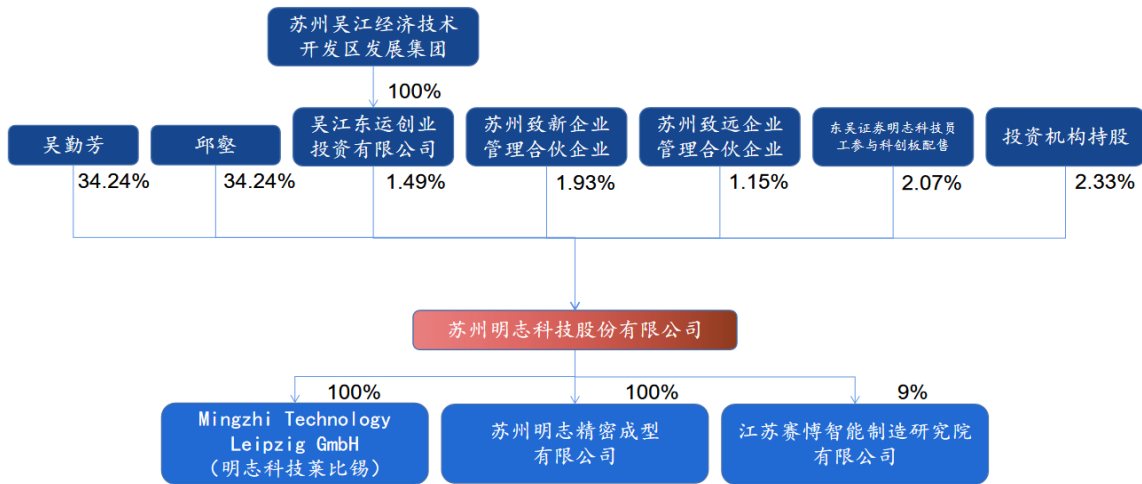 苏州吴江经济技术
开发区发展集团
100%
吴勤芳
邱壑
吴江东运创业
投资有限公司
苏州致新企业
管理合伙企业
苏州致远企业
管理合伙企业
东吴证券明志科技员
工参与科创板配售
投资机构持股
34.24%
34.24%
1.49%
1.93%
1.15%
2.07%
2.33%
苏州明志科技股份有限公司
100%
100%
9%
Mingzhi Technology
Leipzig GmbH
（明志科技莱比锡）
苏州明志精密成型
有限公司
江苏赛博智能制造研究院
有限公司